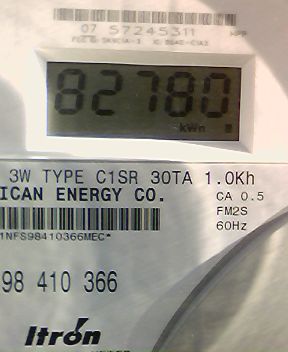 07 57245311
82780
kWh
3W TYPE C1SR 30TA 1.0Kh
ICAN ENERGY CO.
CA 0.5
FM2S
60Hz
1NFS98410366MEC*
98 410 366
Itron